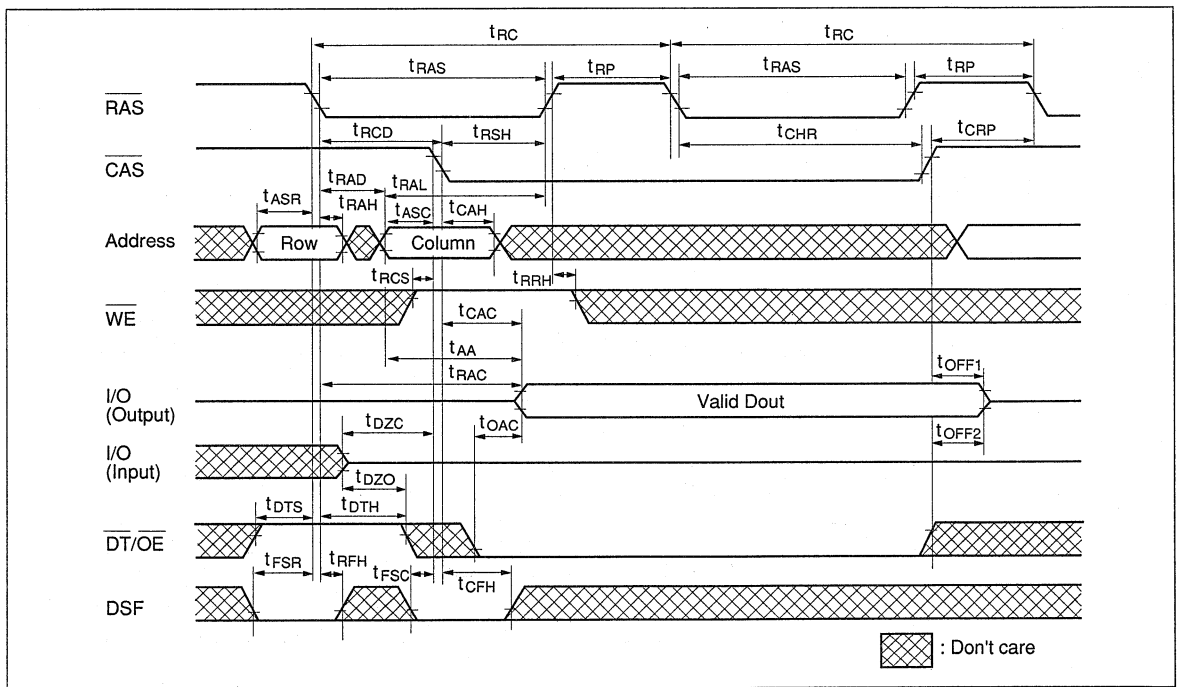 tRC tRC
tRAS tRP tRAS tRP
RAS
tRCD tRSH tCHR tCRP
CAS
tRAD tRAL
tASR tRAH tASC tCAH
Address Row Column
tRCS tRRH
WE
tCAC
tAA
tRAC tOFF1
I/O
(Output)
Valid Dout
tDZC tOAC tOFF2
I/O
(Input)
tDZO
tDTS tDTH
DT/OE
tFSR tRFH tFSC tCFH
DSF
: Don't care